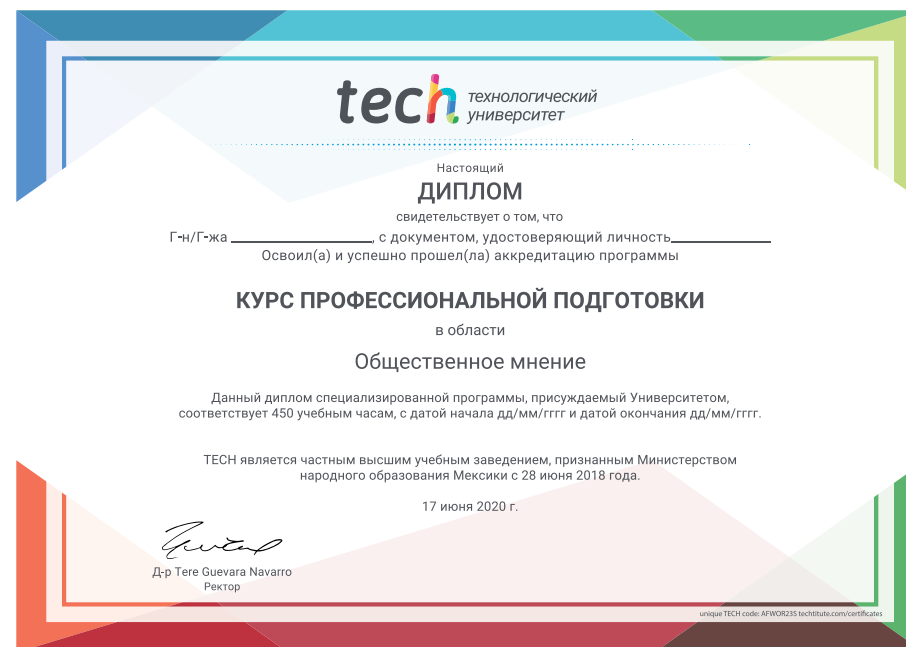 tech технологический
университет
Настоящий
ДИПЛОМ
свидетельствует о том, что
Г-н/Г-жа ____________________, с документом, удостоверяющий личность______________
Освоил(а) и успешно прошел(ла) аккредитацию программы
КУРС ПРОФЕССИОНАЛЬНОЙ ПОДГОТОВКИ
в области
Общественное мнение
Данный диплом специализированной программы, присуждаемый Университетом,
соответствует 450 учебным часам, с датой начала дд/мм/гггг и датой окончания дд/мм/гггг.
TECH является частным высшим учебным заведением, признанным Министерством
народного образования Мексики с 28 июня 2018 года.
17 июня 2020 г.
Д-р Tere Guevara Navarro
Ректор
unique TECH code: AFWOR23S techtitute.com/certificates